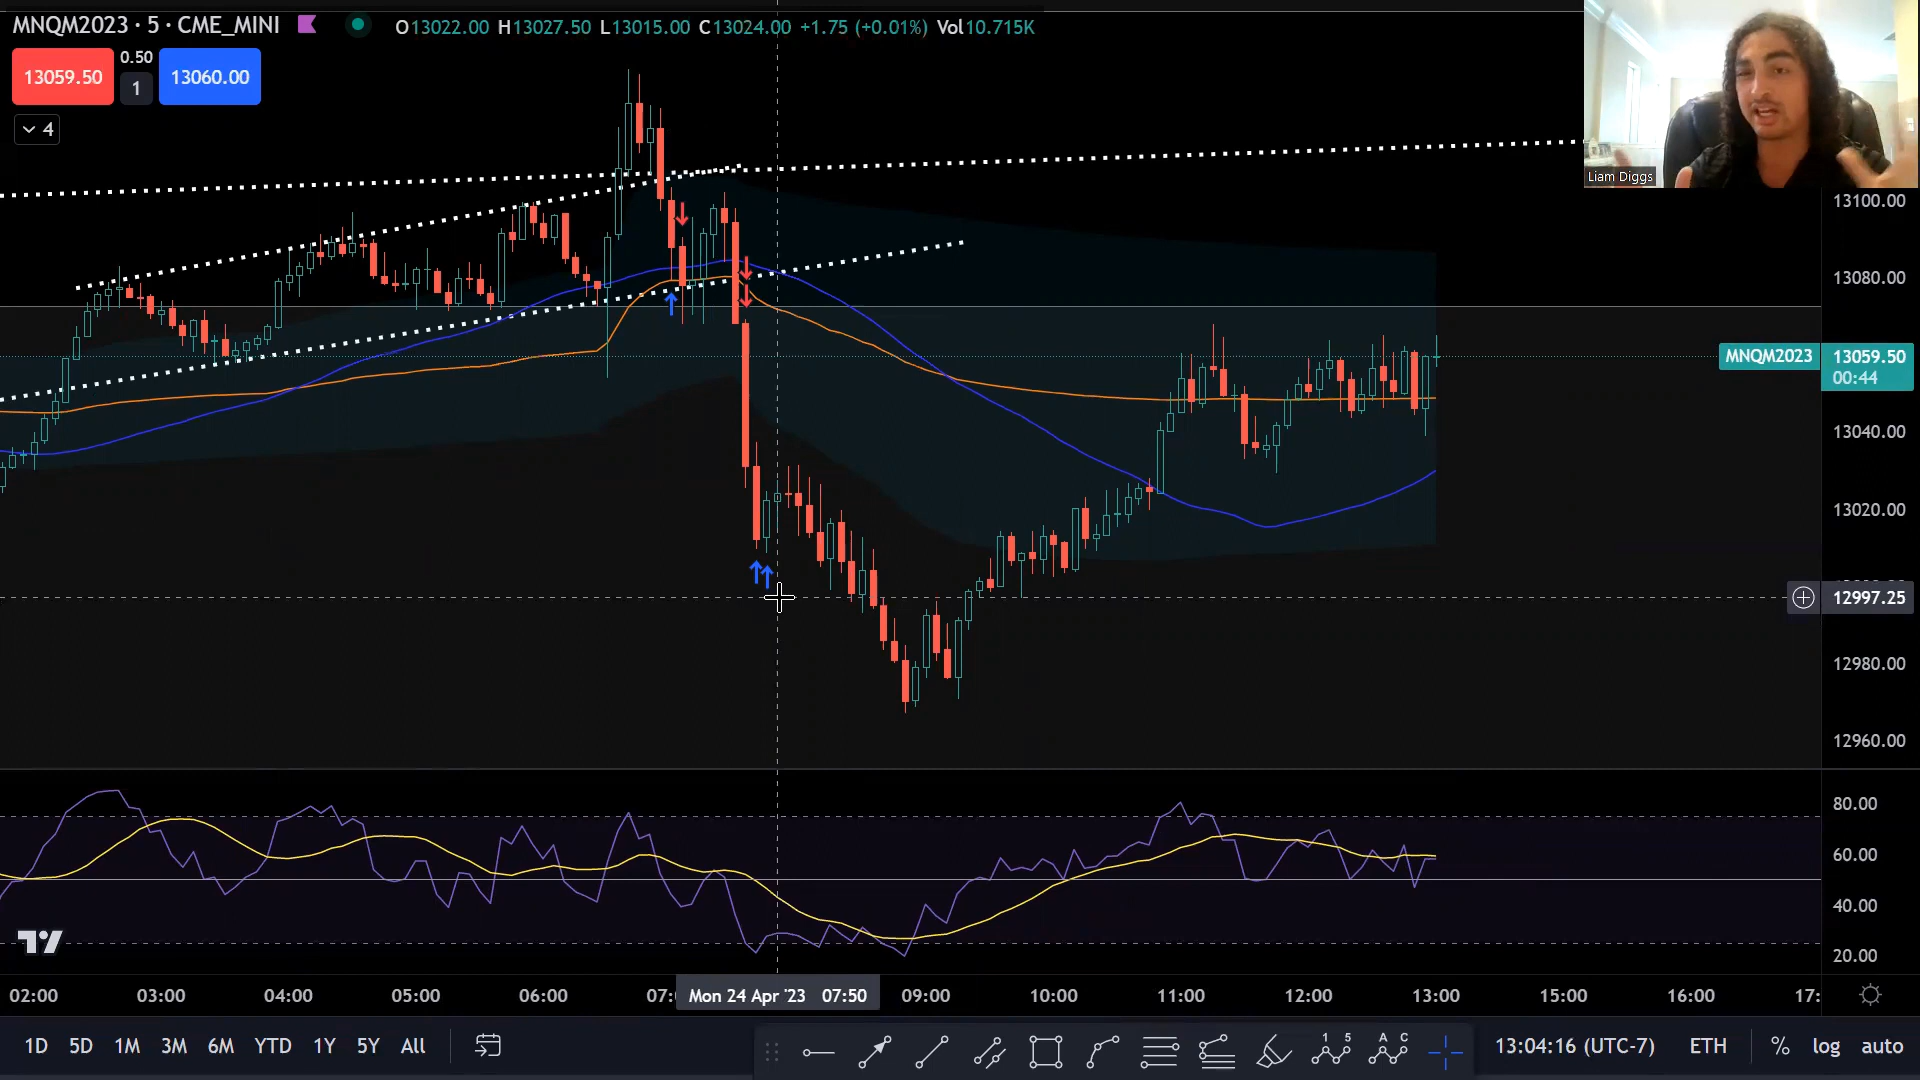 MNQM2023 · 5 · CME_MINI O13022.00 H13027.50 L13015.00 C13024.00 +1.75 (+0.01%) Vol10.715K
13059.50 0.50 1 13060.00
4
Liam Diggs
13100.00
13080.00
MNQM2023 13059.50
00:44
13040.00
13020.00
12997.25
12980.00
12960.00
80.00
60.00
40.00
20.00
02:00 03:00 04:00 05:00 06:00 Mon 24 Apr '23 07:50 09:00 10:00 11:00 12:00 13:00 15:00 16:00
1D 5D 1M 3M 6M YTD 1Y 5Y All 1 5 A C 13:04:16 (UTC-7) ETH % log auto